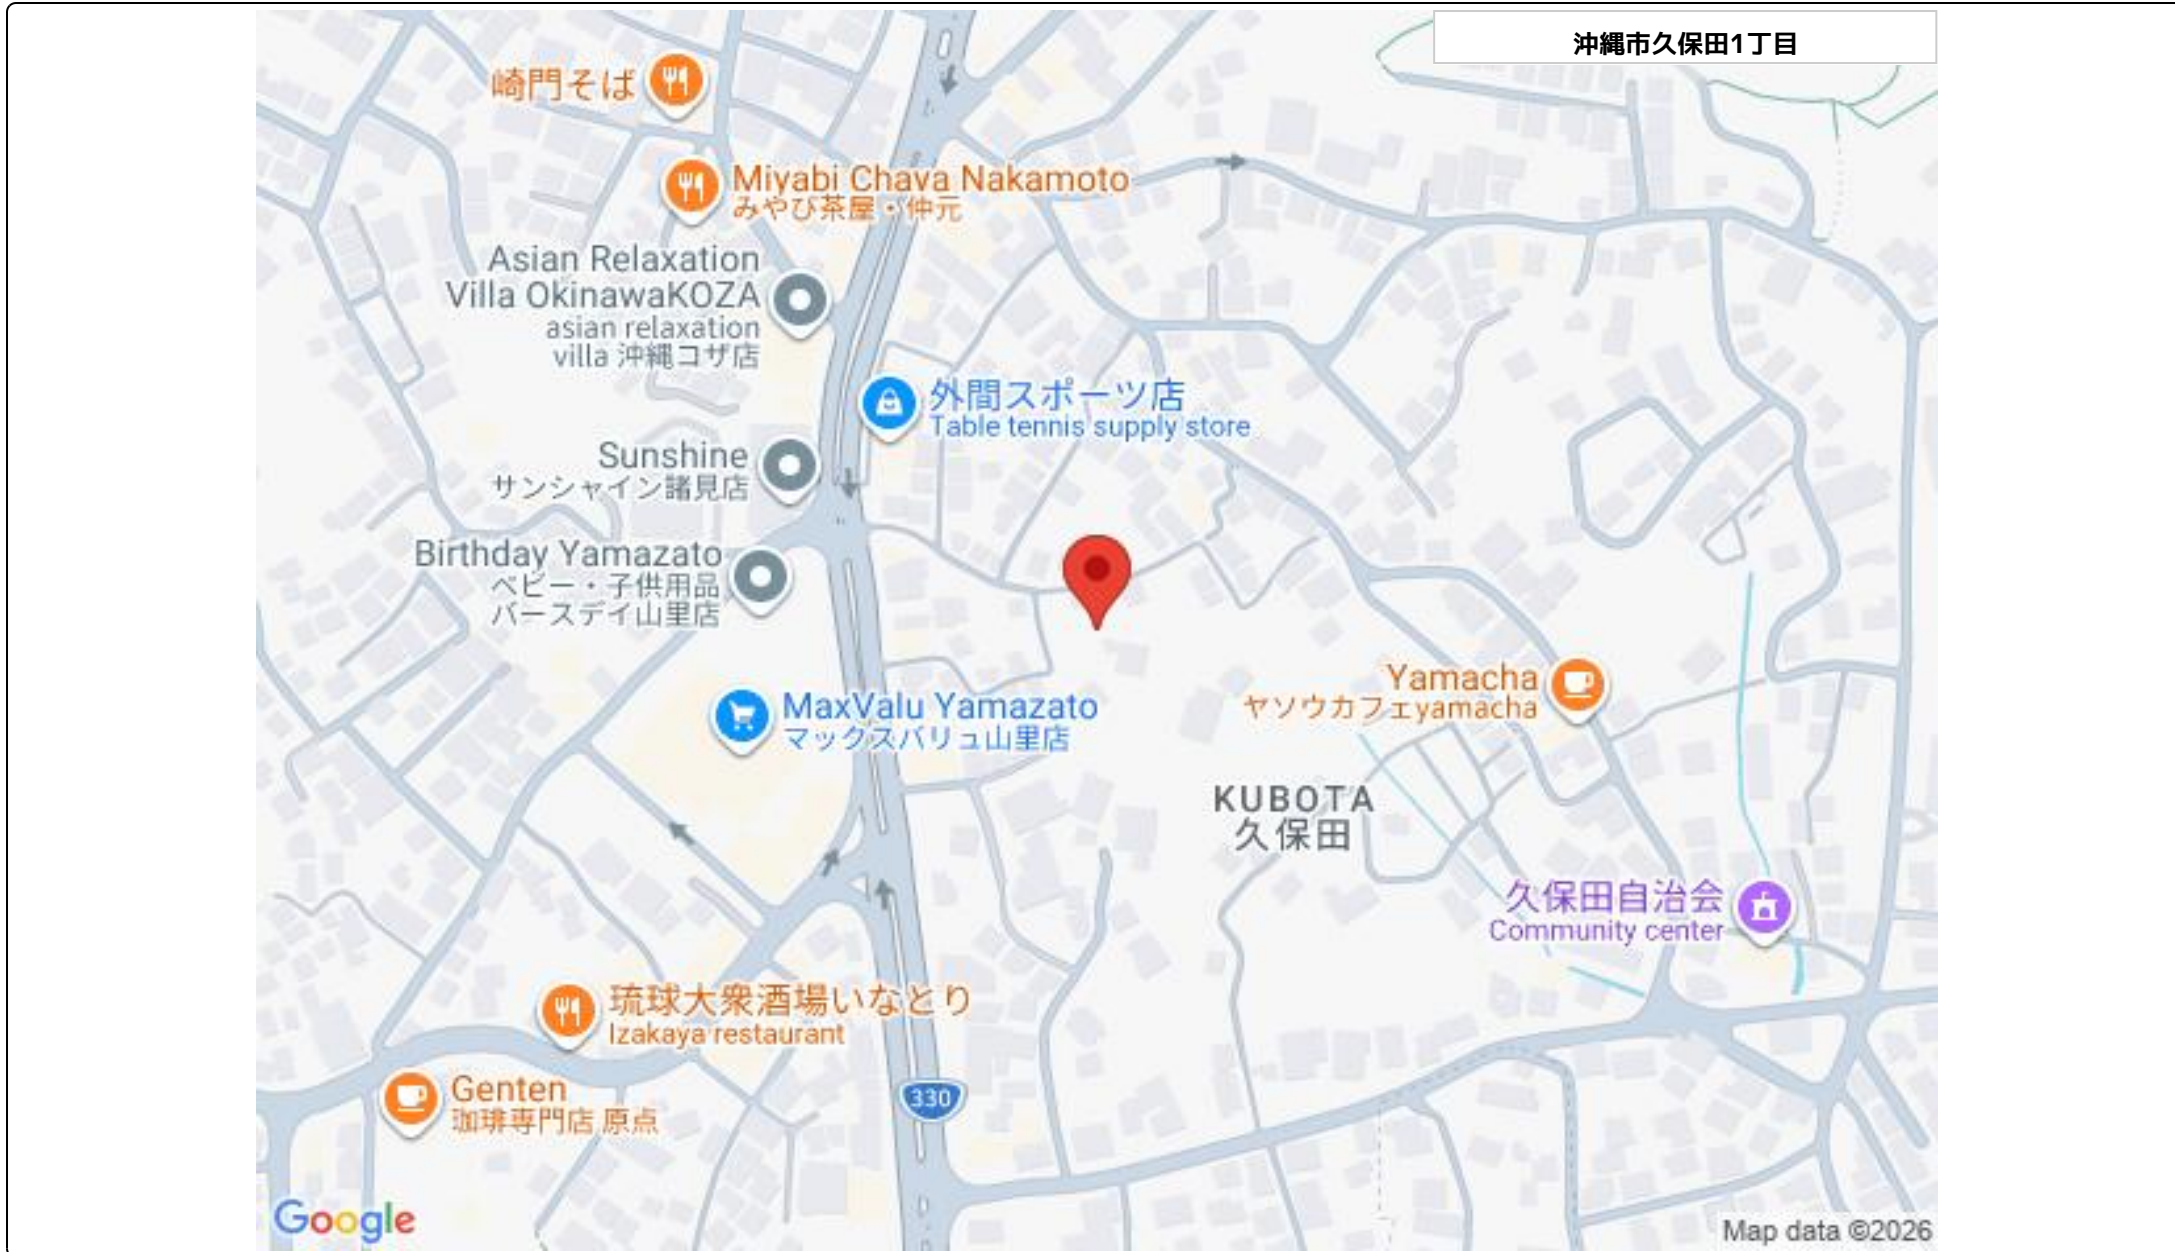 沖縄市久保田1丁目
崎門そば
Miyabi Chava Nakamoto
みやび茶屋・仲元
Asian Relaxation
Villa OkinawaKOZA
asian relaxation
villa 沖縄コザ店
外間スポーツ店
Table tennis supply store
Sunshine
サンシャイン諸見店
Birthday Yamazato
ベビー・子供用品
バースデイ山里店
Yamacha
ヤソウカフェyamacha
MaxValu Yamazato
マックスバリュ山里店
KUBOTA
久保田
久保田自治会
Community center
琉球大衆酒場いなとり
Izakaya restaurant
Genten
珈琲専門店 原点
330
Google
Map data ©2026